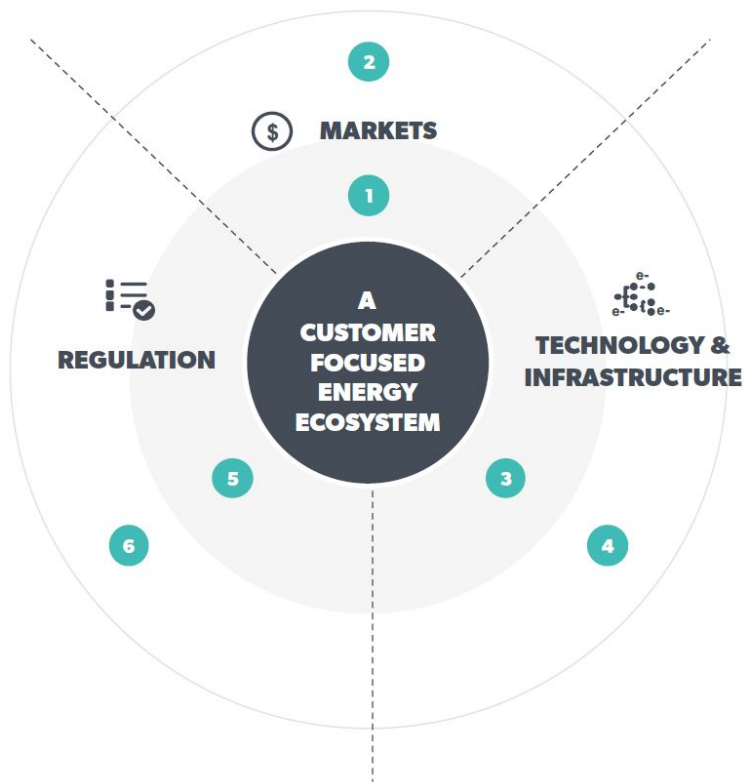 2
$ MARKETS
1
A
CUSTOMER
FOCUSED
ENERGY
ECOSYSTEM
REGULATION
e-
e- e-
TECHNOLOGY &
INFRASTRUCTURE
5
3
6
4